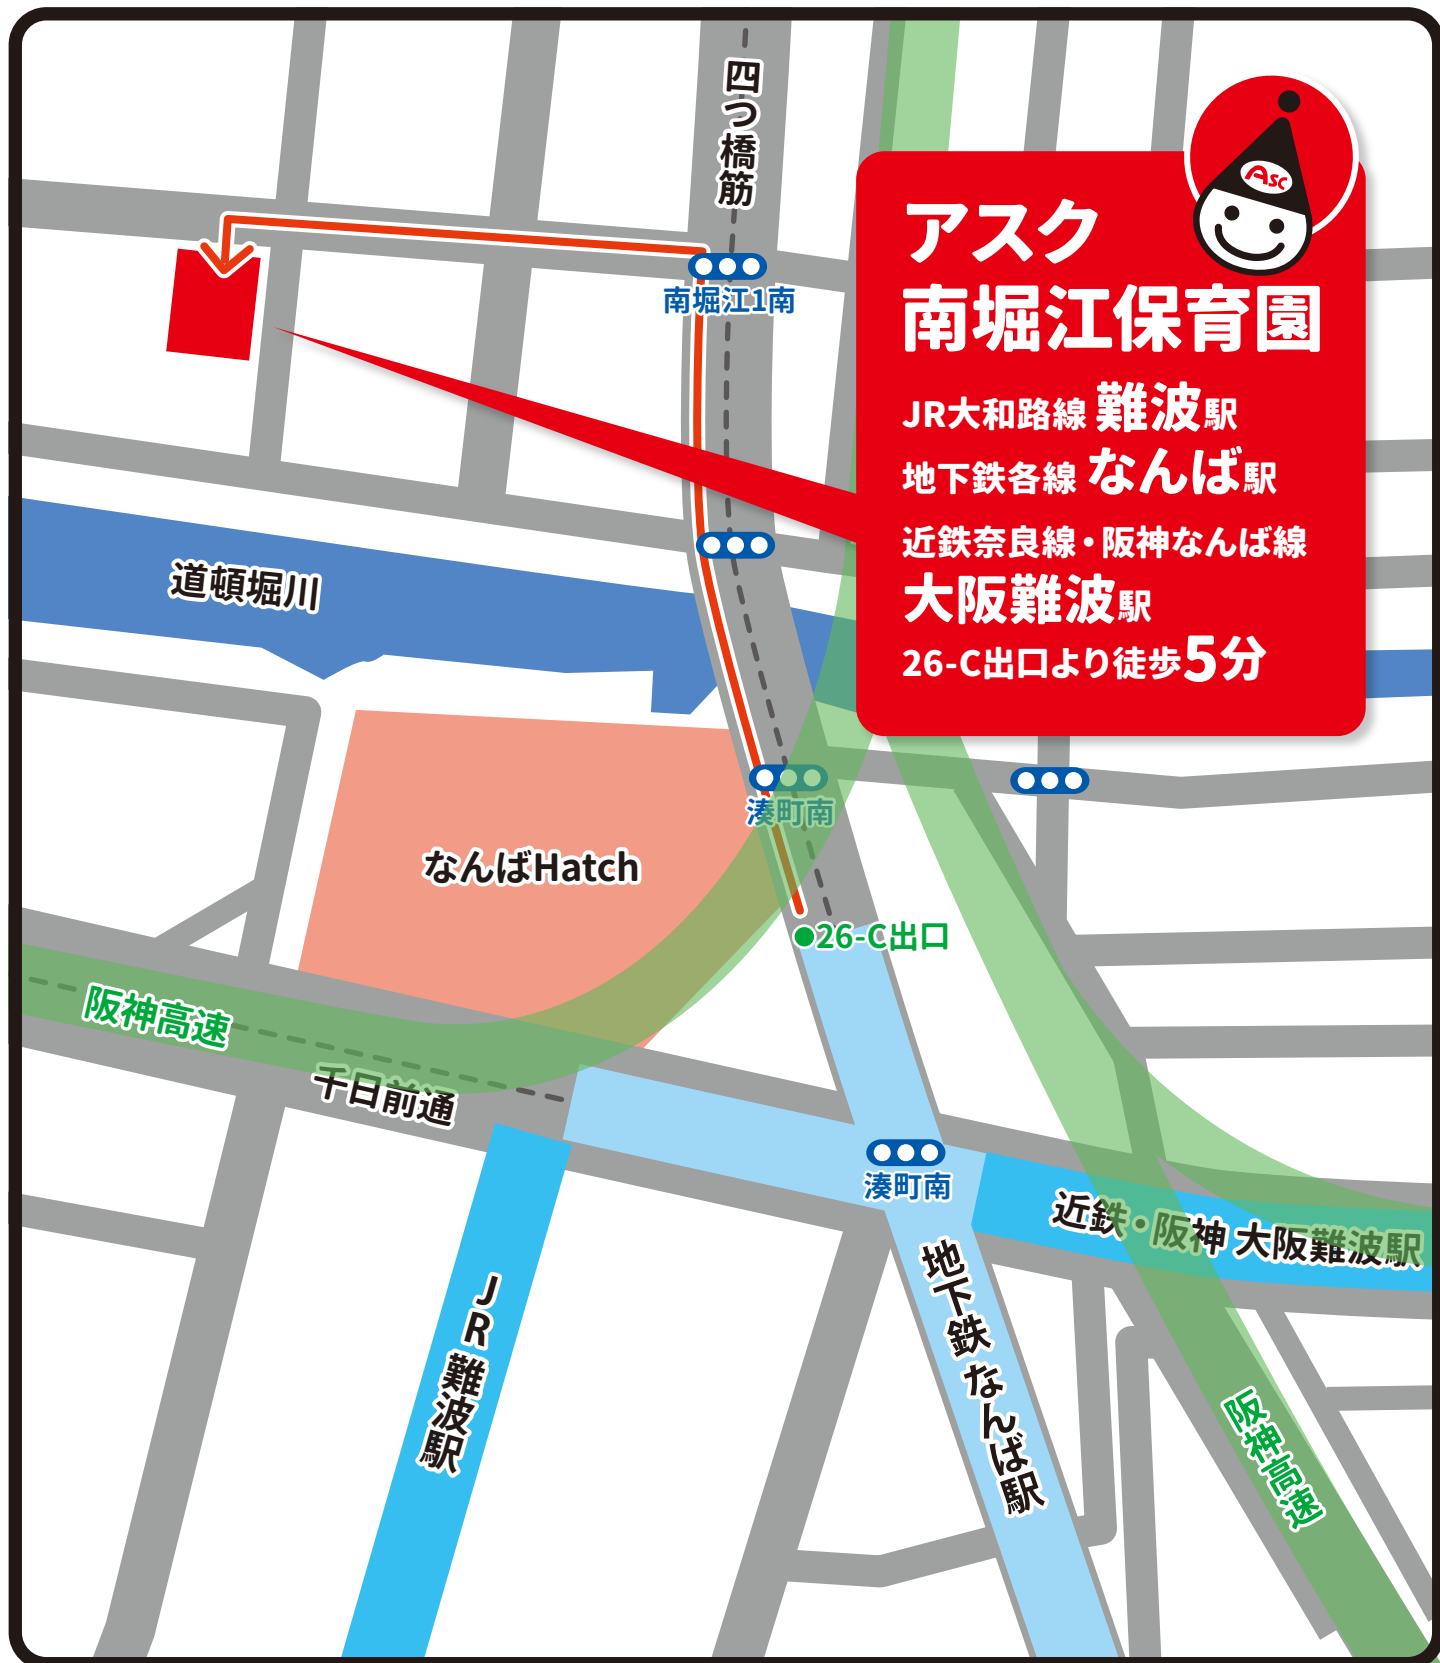 四つ橋筋
Asc
アスク
南堀江保育園
JR大和路線 難波駅
地下鉄各線 なんば駅
近鉄奈良線・阪神なんば線
大阪難波駅
26-C出口より徒歩5分
南堀江1南
道頓堀川
湊町南
なんばHatch
26-C出口
阪神高速
千日前通
湊町南
近鉄・阪神 大阪難波駅
JR 難波駅
地下鉄 なんば駅
阪神高速